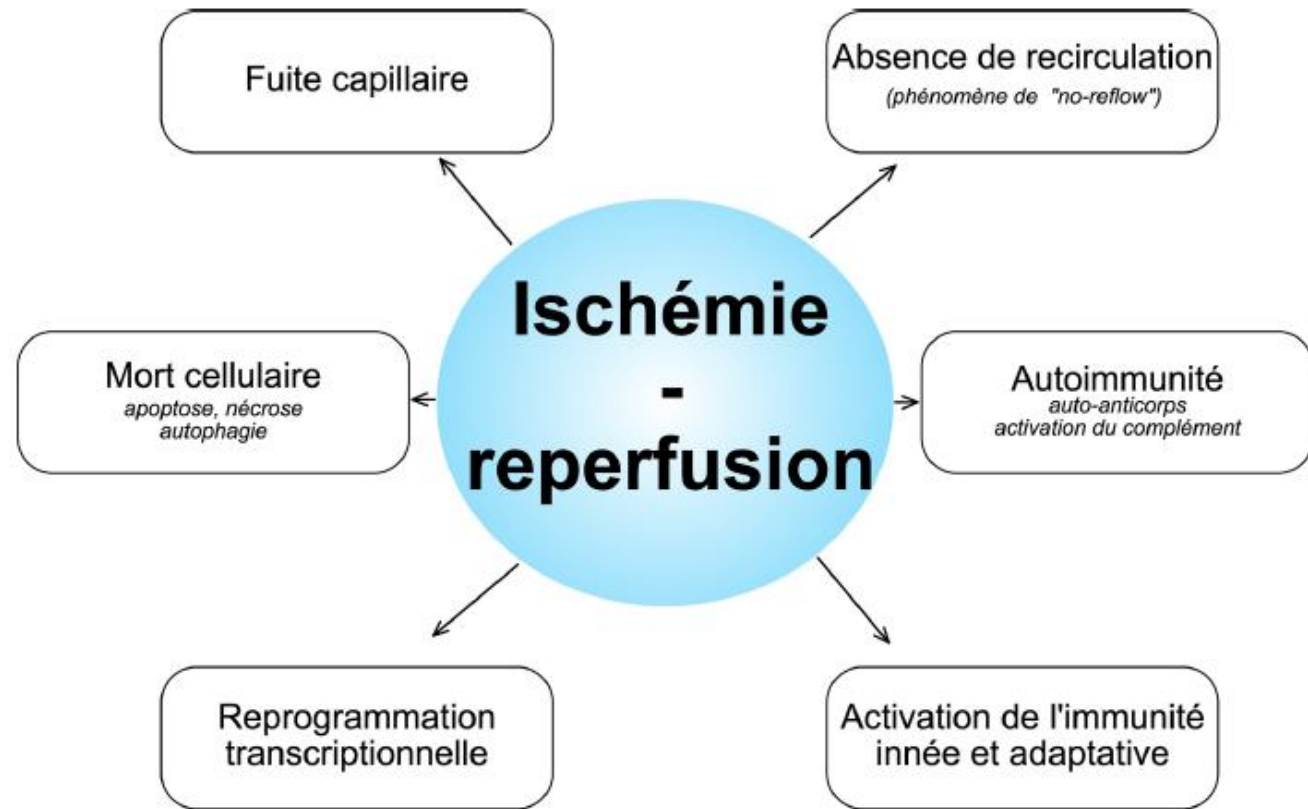 Fuite capillaire
Absence de recirculation
(phénomène de "no-reflow")
Ischémie
-
reperfusion
Mort cellulaire
apoptose, nécrose
autophagie
Autoimmunité
auto-anticorps
activation du complément
Reprogrammation
transcriptionnelle
Activation de l'immunité
innée et adaptative